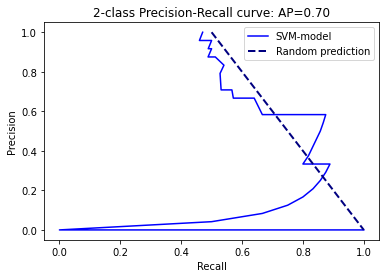 2-class Precision-Recall curve: AP=0.70
SVM-model
Random prediction
1.0
0.8
0.6
0.4
0.2
0.0
Precision
0.0 0.2 0.4 0.6 0.8 1.0
Recall